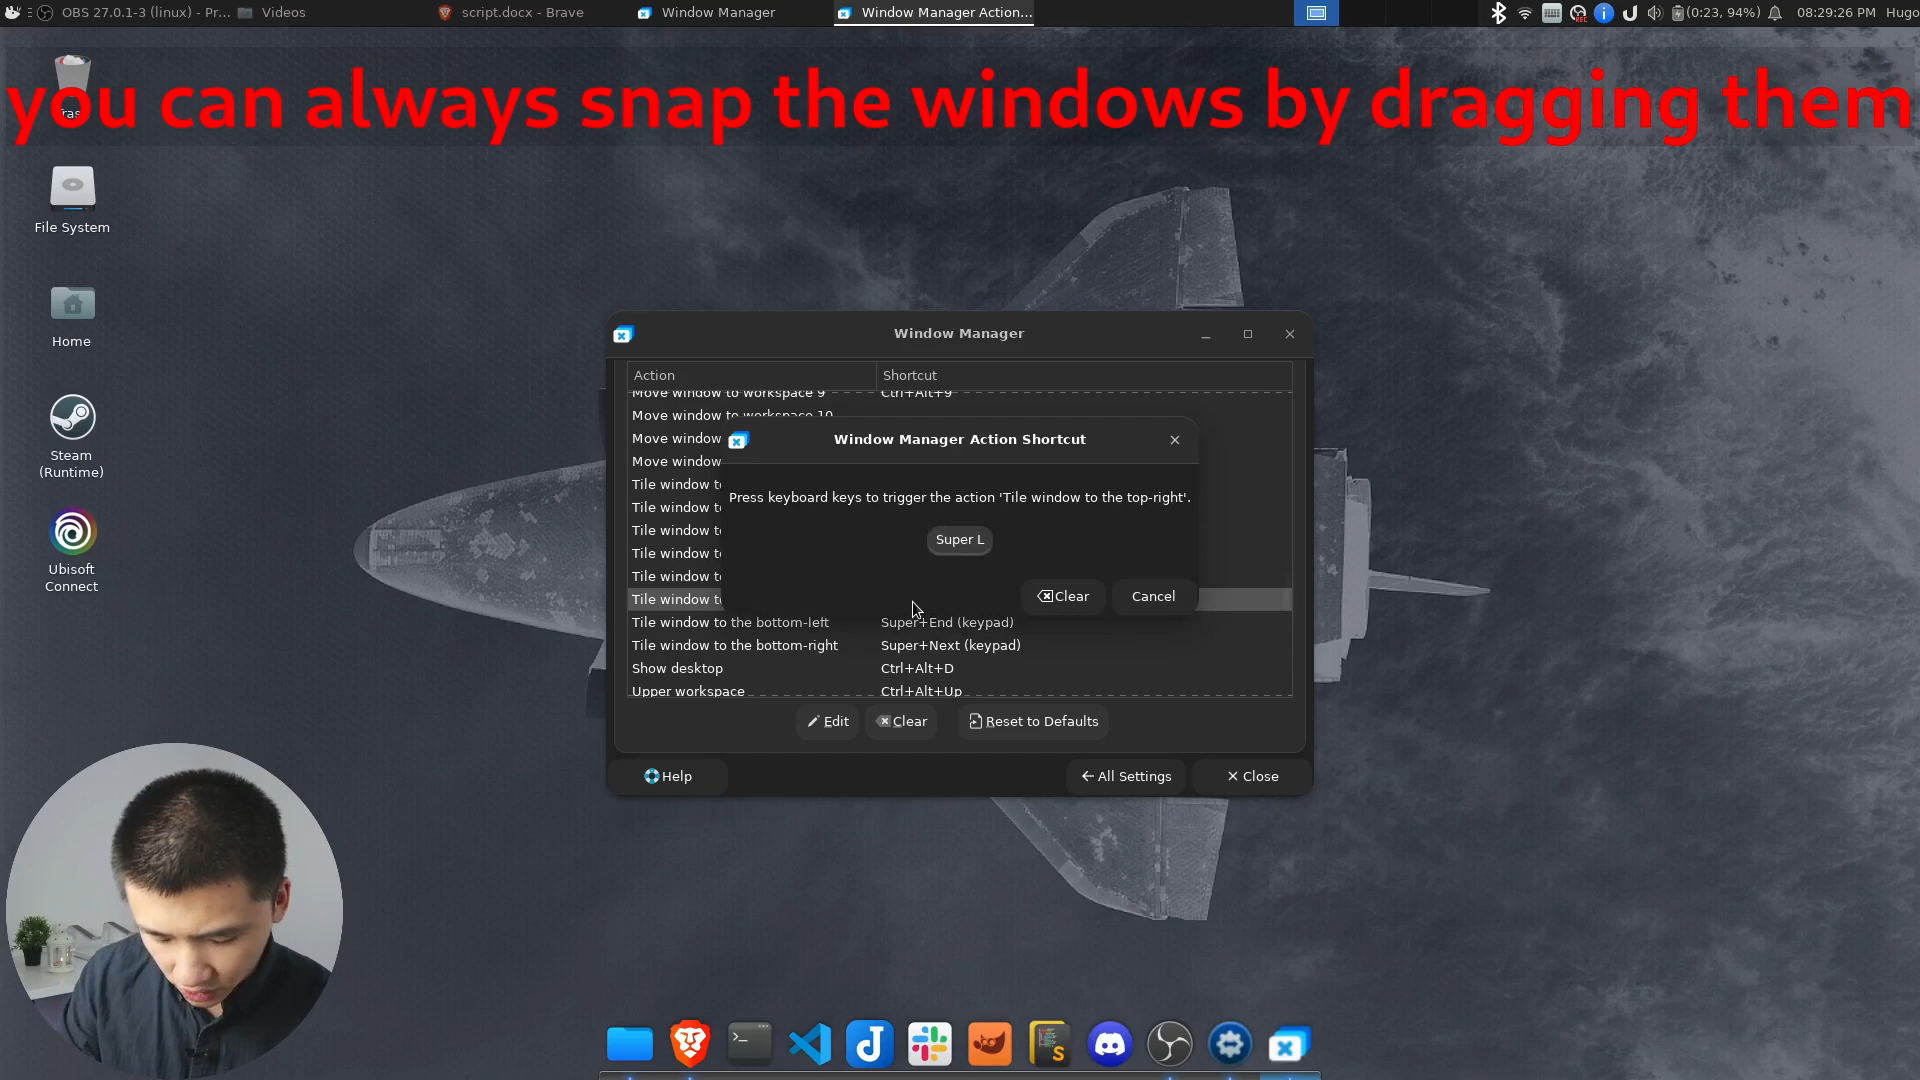 OBS 27.0.1-3 (linux) - Pr...
Videos
script.docx - Brave
Window Manager
Window Manager Action...
(0:23, 94%)
08:29:26 PM
Hugo
you can always snap the windows by dragging them
File System
Home
Steam
(Runtime)
Ubisoft
Connect
Window Manager
Action Shortcut
Move window to workspace 9 Ctrl+Alt+9
Move window to workspace 10
Move window
Move window
Tile window to
Tile window to
Tile window to
Tile window to
Tile window to
Tile window to
Tile window to the bottom-left Super+End (keypad)
Tile window to the bottom-right Super+Next (keypad)
Show desktop Ctrl+Alt+D
Upper workspace Ctrl+Alt+Up
Window Manager Action Shortcut
Press keyboard keys to trigger the action 'Tile window to the top-right'.
Super L
Clear Cancel
Edit Clear Reset to Defaults
Help All Settings Close